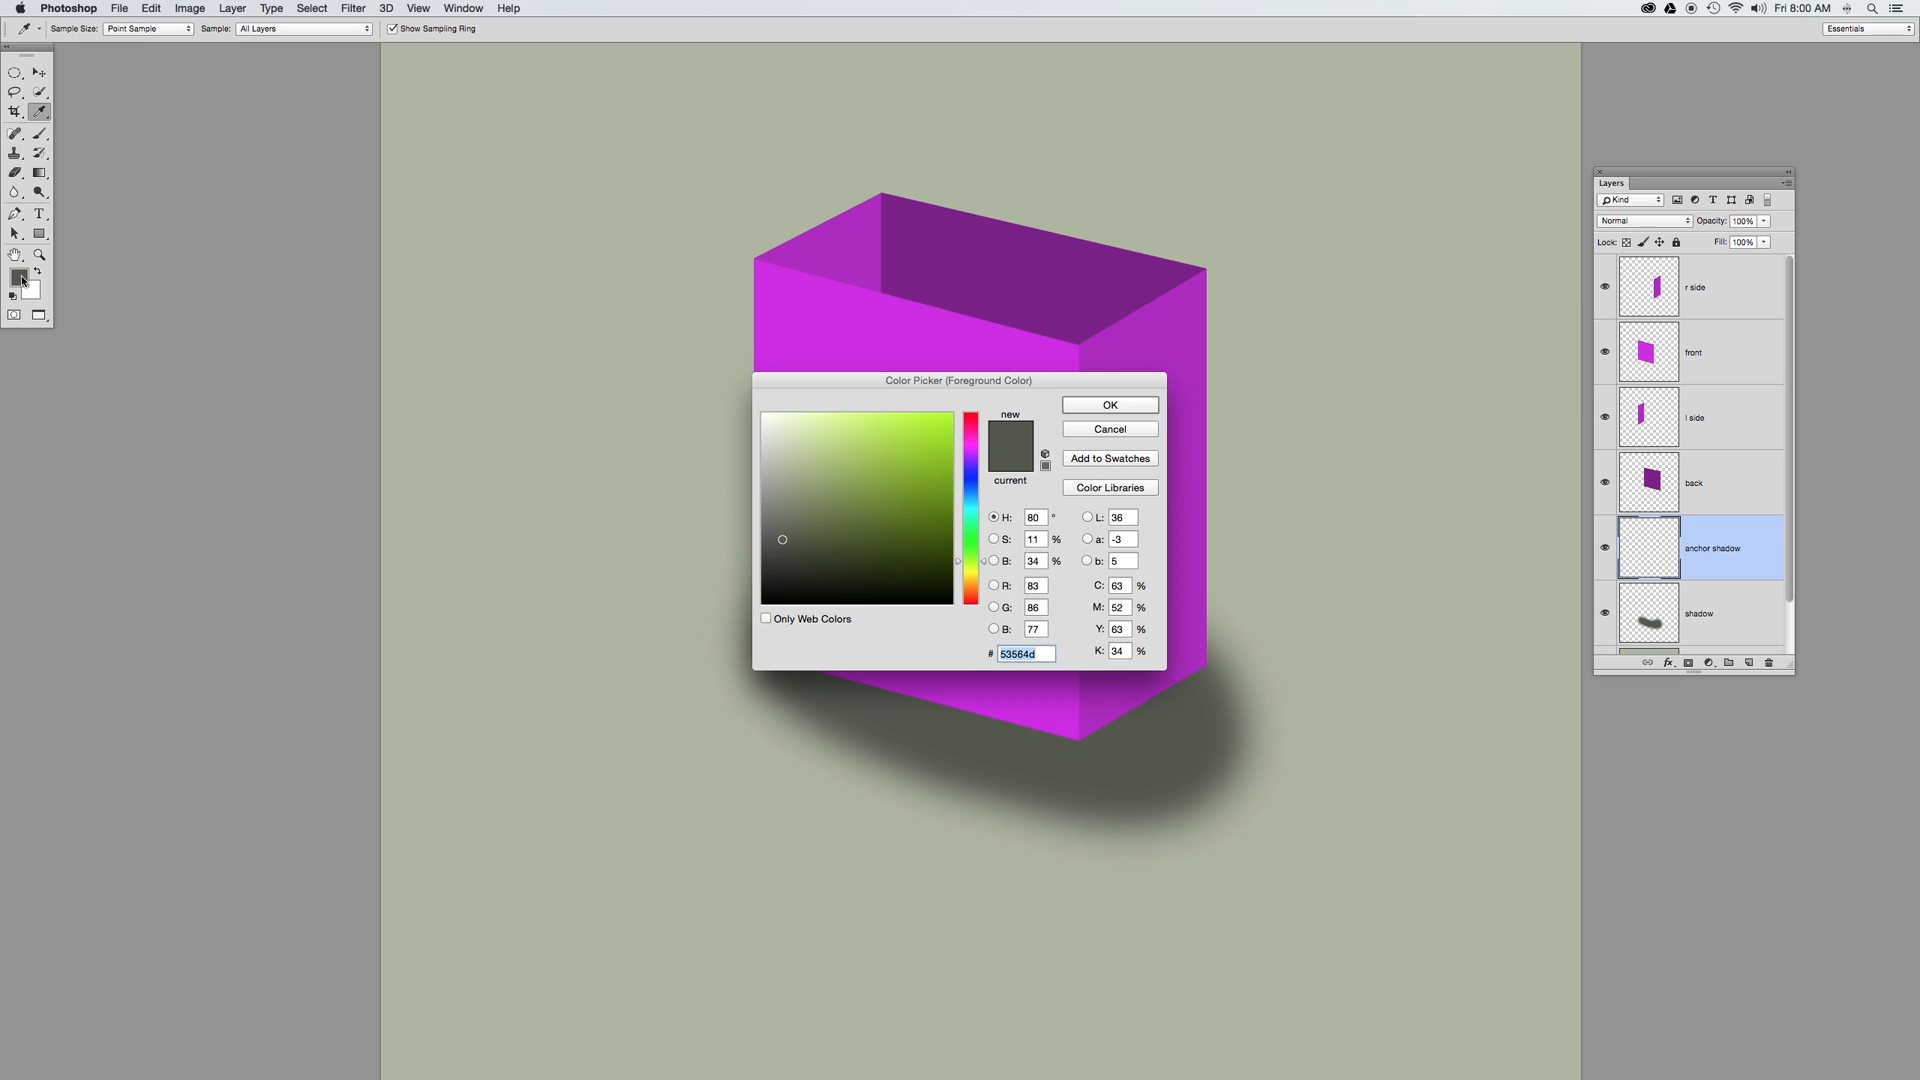 Photoshop File Edit Image Layer Type Select Filter 3D View Window Help Fri 8:00 AM
Sample Size: Point Sample Sample: All Layers Show Sampling Ring Essentials
Layers
Kind
Normal Opacity: 100%
Lock: Fill: 100%
r side
front
l side
back
anchor shadow
shadow
Color Picker (Foreground Color)
new
current
OK
Cancel
Add to Swatches
Color Libraries
H: 80 ° L: 36
S: 11 % a: -3
B: 34 % b: 5
R: 83 C: 63 %
G: 86 M: 52 %
B: 77 Y: 63 %
# 53564d K: 34 %
Only Web Colors